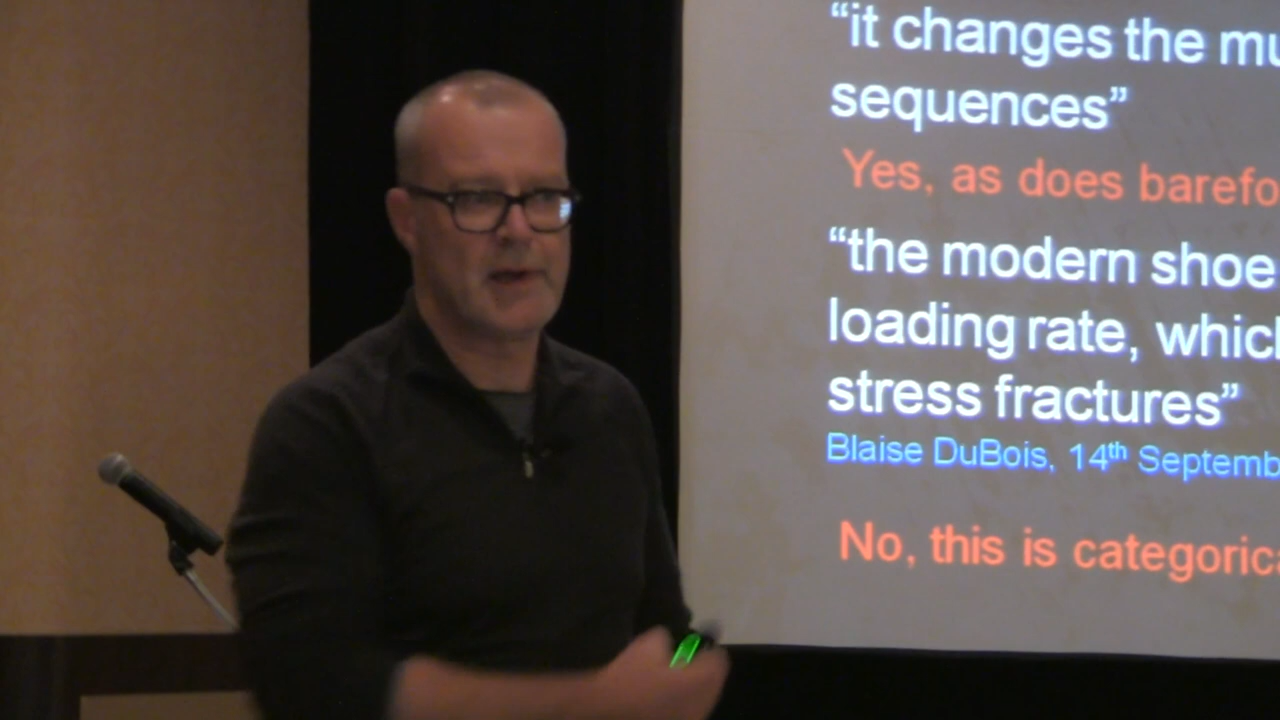 “it changes the mu
sequences”
Yes, as does barefo
“the modern shoe
loading rate, which
stress fractures”
Blaise DuBois, 14th Septemb
No, this is categorica